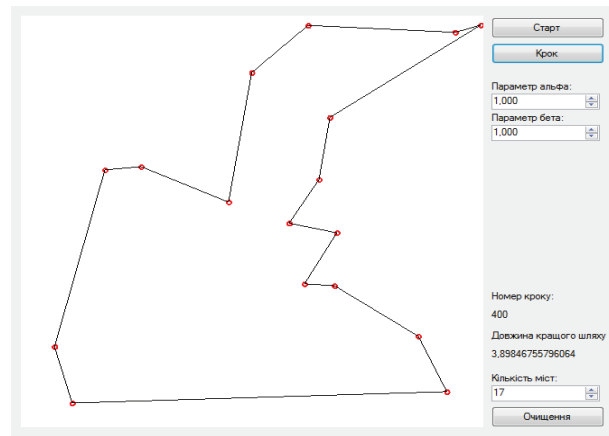 Старт
Крок
Параметр альфа:
1,000
Параметр бета:
1,000
Номер кроку:
400
Довжина кращого шляху
3,89846755796064
Кількість міст:
17
Очищення